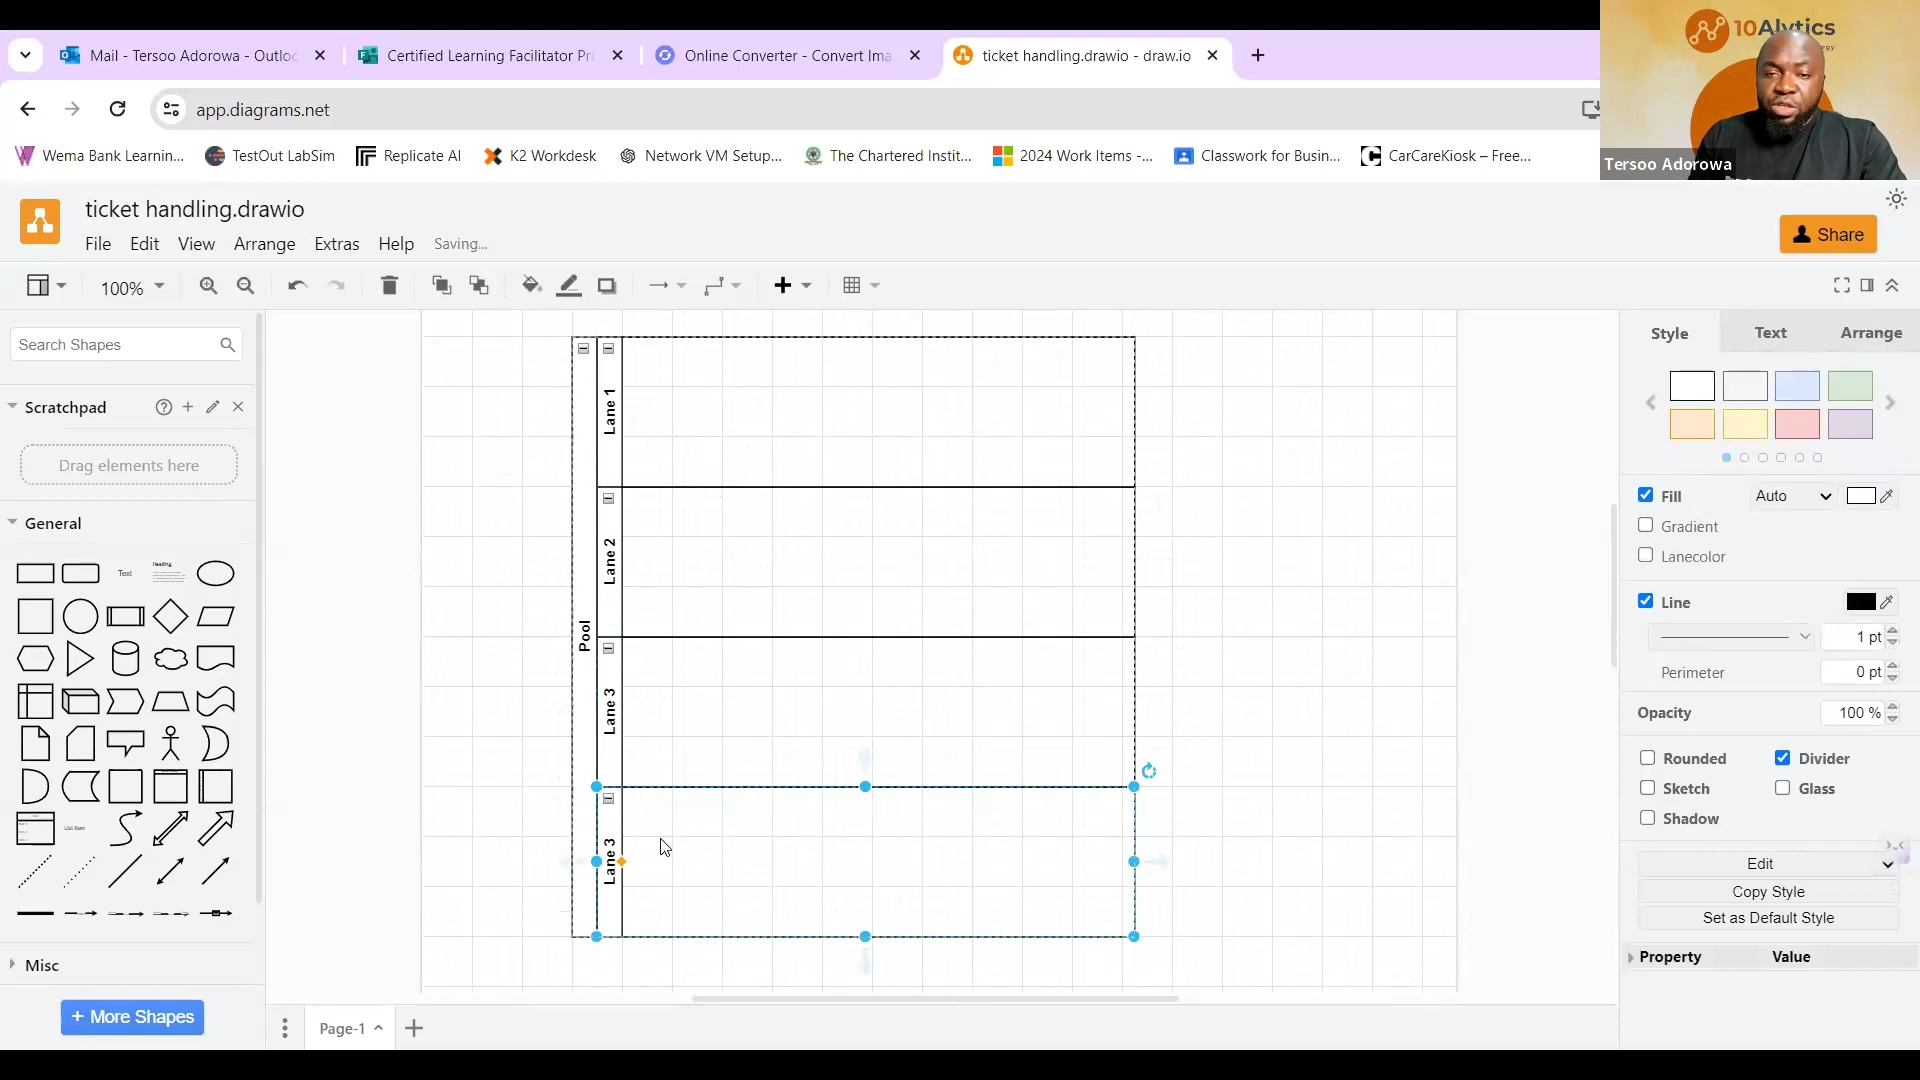 Mail - Tersoo Adorowa - Outloo
Certified Learning Facilitator Pro
Online Converter - Convert Ima
ticket handling.drawio - draw.io
10Alytics
app.diagrams.net
Wema Bank Learnin...
TestOut LabSim
Replicate AI
K2 Workdesk
Network VM Setup...
The Chartered Instit...
2024 Work Items -...
Classwork for Busin...
CarCareKiosk – Free...
Tersoo Adorowa
ticket handling.drawio
File Edit View Arrange Extras Help Saving...
Share
100%
Search Shapes
Scratchpad
Drag elements here
General
Text
Heading
List Item
Misc
+ More Shapes
Pool
Lane 1
Lane 2
Lane 3
Lane 3
Page-1
Style Text Arrange
Fill Auto
Gradient
Lanecolor
Line
1 pt
Perimeter 0 pt
Opacity 100 %
Rounded Divider
Sketch Glass
Shadow
Edit
Copy Style
Set as Default Style
Property Value